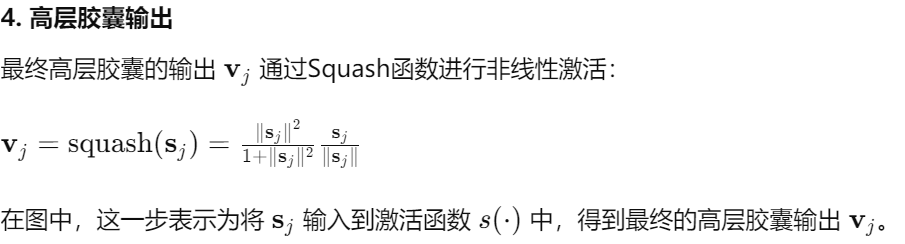 4. 高层胶囊输出
最终高层胶囊的输出 $\mathbf{v}_j$ 通过Squash函数进行非线性激活：
$\mathbf{v}_j = \text{squash}(\mathbf{s}_j) = \frac{\|\mathbf{s}_j\|^2}{1+\|\mathbf{s}_j\|^2} \frac{\mathbf{s}_j}{\|\mathbf{s}_j\|}$
在图中，这一步表示为将 $\mathbf{s}_j$ 输入到激活函数 $s(\cdot)$ 中，得到最终的高层胶囊输出 $\mathbf{v}_j$。